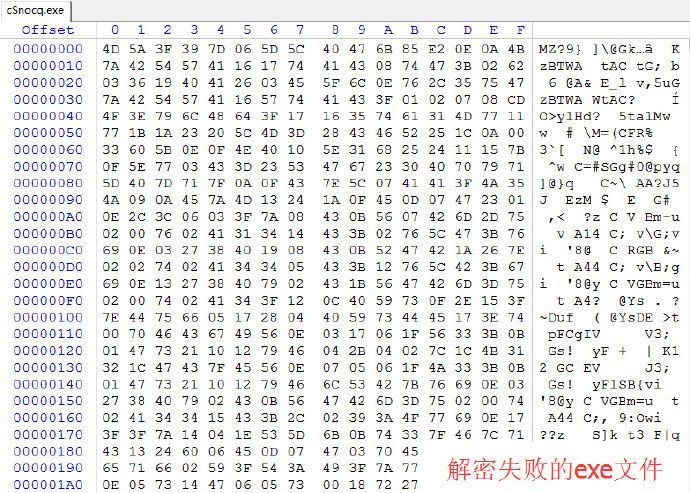 cSnocq.exe
Offset 0 1 2 3 4 5 6 7 8 9 A B C D E F
00000000 4D 5A 3F 39 7D 06 5D 5C 40 47 6B 85 E2 0E 0A 4B MZ?9} ]\@Gk…â K
00000010 7A 42 54 57 41 16 17 74 41 43 08 74 47 3B 02 62 zBTWA tAC tG; b
00000020 03 36 19 40 41 26 03 45 5F 6C 0E 76 2C 35 75 47 6 @A& E_l v,5uG
00000030 7A 42 54 57 41 16 57 74 41 43 3F 01 02 07 08 CD zBTWA WtAC? Í
00000040 4F 3E 79 6C 48 64 3F 17 16 35 74 61 31 4D 77 11 O>ylHd? 5ta1Mw
00000050 77 1B 1A 23 20 5C 4D 3D 28 43 46 52 25 1C 0A 00 w # \M=(CFR%
00000060 33 60 5B 0E 0F 4E 40 10 5E 31 68 25 24 11 15 7B 3`[ N@ ^1h%$ {
00000070 0F 5E 77 03 43 3D 23 53 47 67 23 30 40 70 79 71 ^w C=#SGg#0@pyq
00000080 5D 40 7D 71 7F 0A 0F 43 7E 5C 07 41 41 3F 4A 35 ]@}q C~\ AA?J5
00000090 4A 09 0A 45 7A 4D 13 24 1A 0F 45 0D 07 47 23 01 J EzM $ E G#
000000A0 0E 2C 3C 06 03 3F 7A 08 43 0B 56 07 42 6D 2D 75 ,< ?z C V Bm-u
000000B0 02 00 76 02 41 31 34 14 43 3B 02 76 5C 47 3B 76 v A14 C; v\G;v
000000C0 69 0E 03 27 38 40 19 08 43 0B 52 47 42 1A 26 7E i '8@ C RGB &~
000000D0 02 02 74 02 41 34 34 05 43 3B 12 76 5C 42 3B 67 t A44 C; v\B;g
000000E0 69 0E 13 27 38 40 79 02 43 1B 56 47 42 6D 3D 75 i '8@y C VGBm=u
000000F0 02 00 74 02 41 34 3F 12 0C 40 59 73 0F 2E 15 3F t A4? @Ys . ?
00000100 7E 44 75 66 05 17 28 04 40 59 73 44 45 17 3E 74 ~Duf ( @YsDE >t
00000110 00 70 46 43 67 49 56 0E 03 17 06 1F 56 33 3B 0B pFCgIV V3;
00000120 01 47 73 21 10 12 79 46 04 2B 04 02 7C 1C 4B 31 Gs! yF + | K1
00000130 32 1C 47 43 7F 45 56 0E 07 05 06 1F 4A 33 3B 0B 2 GC EV J3;
00000140 01 47 73 21 10 12 79 46 6C 53 42 7B 76 69 0E 03 Gs! yFlSB{vi
00000150 27 38 40 79 02 43 0B 56 47 42 6D 3D 75 02 00 74 '8@y C VGBm=u t
00000160 02 41 34 34 15 43 3B 2C 02 39 3A 4F 77 69 0E 17 A44 C;, 9:Owi
00000170 3F 3F 7A 14 04 1E 53 5D 6B 0B 74 33 7F 46 7C 71 ??z S]k t3 F|q
00000180 43 13 24 60 06 45 0D 07 47 03 70 45
00000190 65 71 66 02 59 3F 54 3A 49 3F 7A 77
000001A0 0E 05 73 14 47 06 05 73 00 18 72 27
解密失败的exe文件